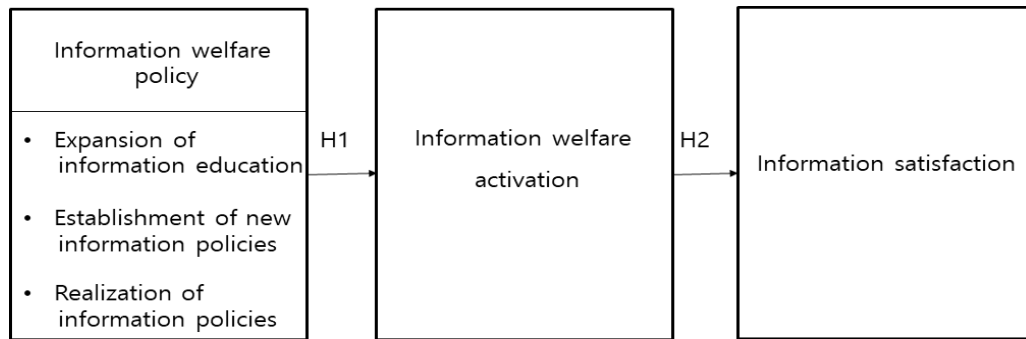 Information welfare
policy
• Expansion of
information education
• Establishment of new
information policies
• Realization of
information policies
H1
Information welfare
activation
H2
Information satisfaction